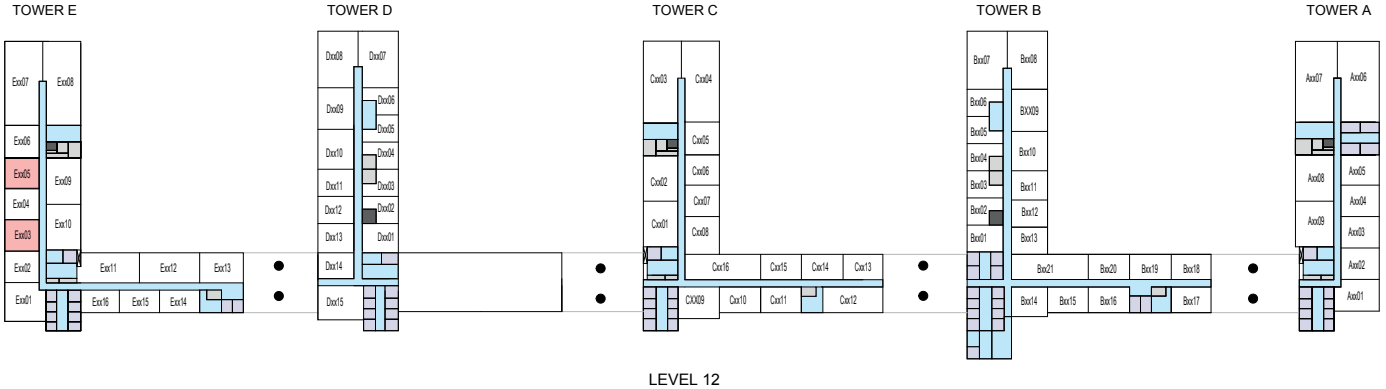 TOWER E
TOWER D
TOWER C
TOWER B
TOWER A
Exx07
Exx08
Exx06
Exx05
Exx09
Exx04
Exx03
Exx10
Exx02
Exx11
Exx12
Exx13
Exx01
Exx16
Exx15
Exx14
Dxx08
Dxx07
Dxx09
Dxx06
Dxx05
Dxx10
Dxx04
Dxx11
Dxx03
Dxx12
Dxx02
Dxx13
Dxx01
Dxx14
Dxx15
Cxx03
Cxx04
Cxx05
Cxx02
Cxx06
Cxx07
Cxx01
Cxx08
Cxx16
Cxx15
Cxx14
Cxx13
CXX09
Cxx10
Cxx11
Cxx12
Bxx07
Bxx08
Bxx06
BXX09
Bxx05
Bxx04
Bxx10
Bxx03
Bxx11
Bxx02
Bxx12
Bxx01
Bxx13
Bxx21
Bxx20
Bxx19
Bxx18
Bxx14
Bxx15
Bxx16
Bxx17
Axx07
Axx06
Axx08
Axx05
Axx04
Axx09
Axx03
Axx02
Axx01
LEVEL 12